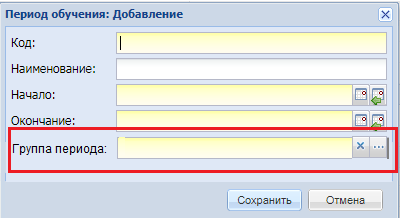 Период обучения: Добавление
Код:
Наименование:
Начало:
Окончание:
Группа периода:
Сохранить Отмена